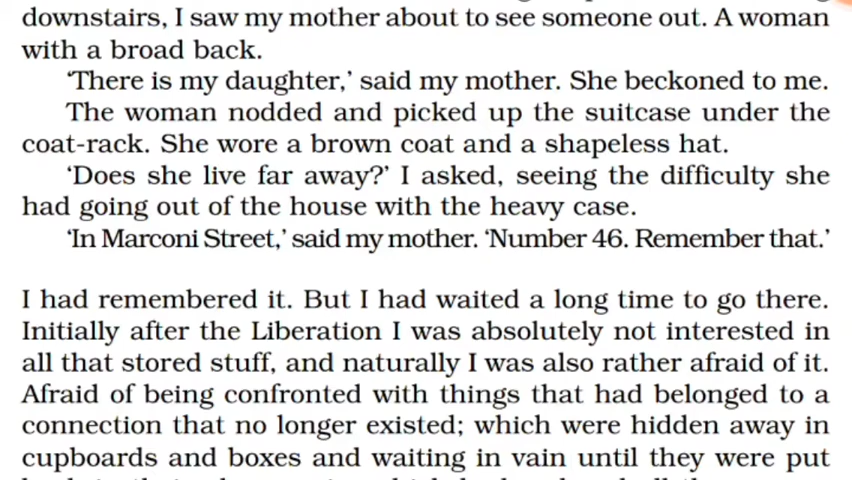 downstairs, I saw my mother about to see someone out. A woman
with a broad back.
‘There is my daughter,’ said my mother. She beckoned to me.
The woman nodded and picked up the suitcase under the
coat-rack. She wore a brown coat and a shapeless hat.
‘Does she live far away?’ I asked, seeing the difficulty she
had going out of the house with the heavy case.
‘In Marconi Street,’ said my mother. ‘Number 46. Remember that.’
I had remembered it. But I had waited a long time to go there.
Initially after the Liberation I was absolutely not interested in
all that stored stuff, and naturally I was also rather afraid of it.
Afraid of being confronted with things that had belonged to a
connection that no longer existed; which were hidden away in
cupboards and boxes and waiting in vain until they were put